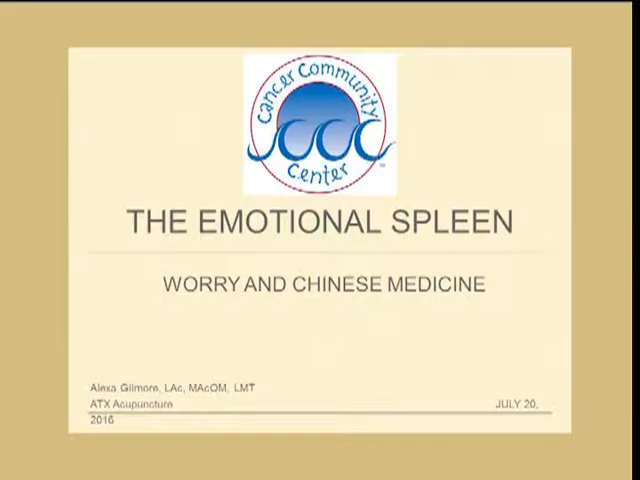 Cancer Community
Center
™
THE EMOTIONAL SPLEEN
WORRY AND CHINESE MEDICINE
Alexa Gilmore, LAc, MAcOM, LMT
ATX Acupuncture JULY 20,
2016